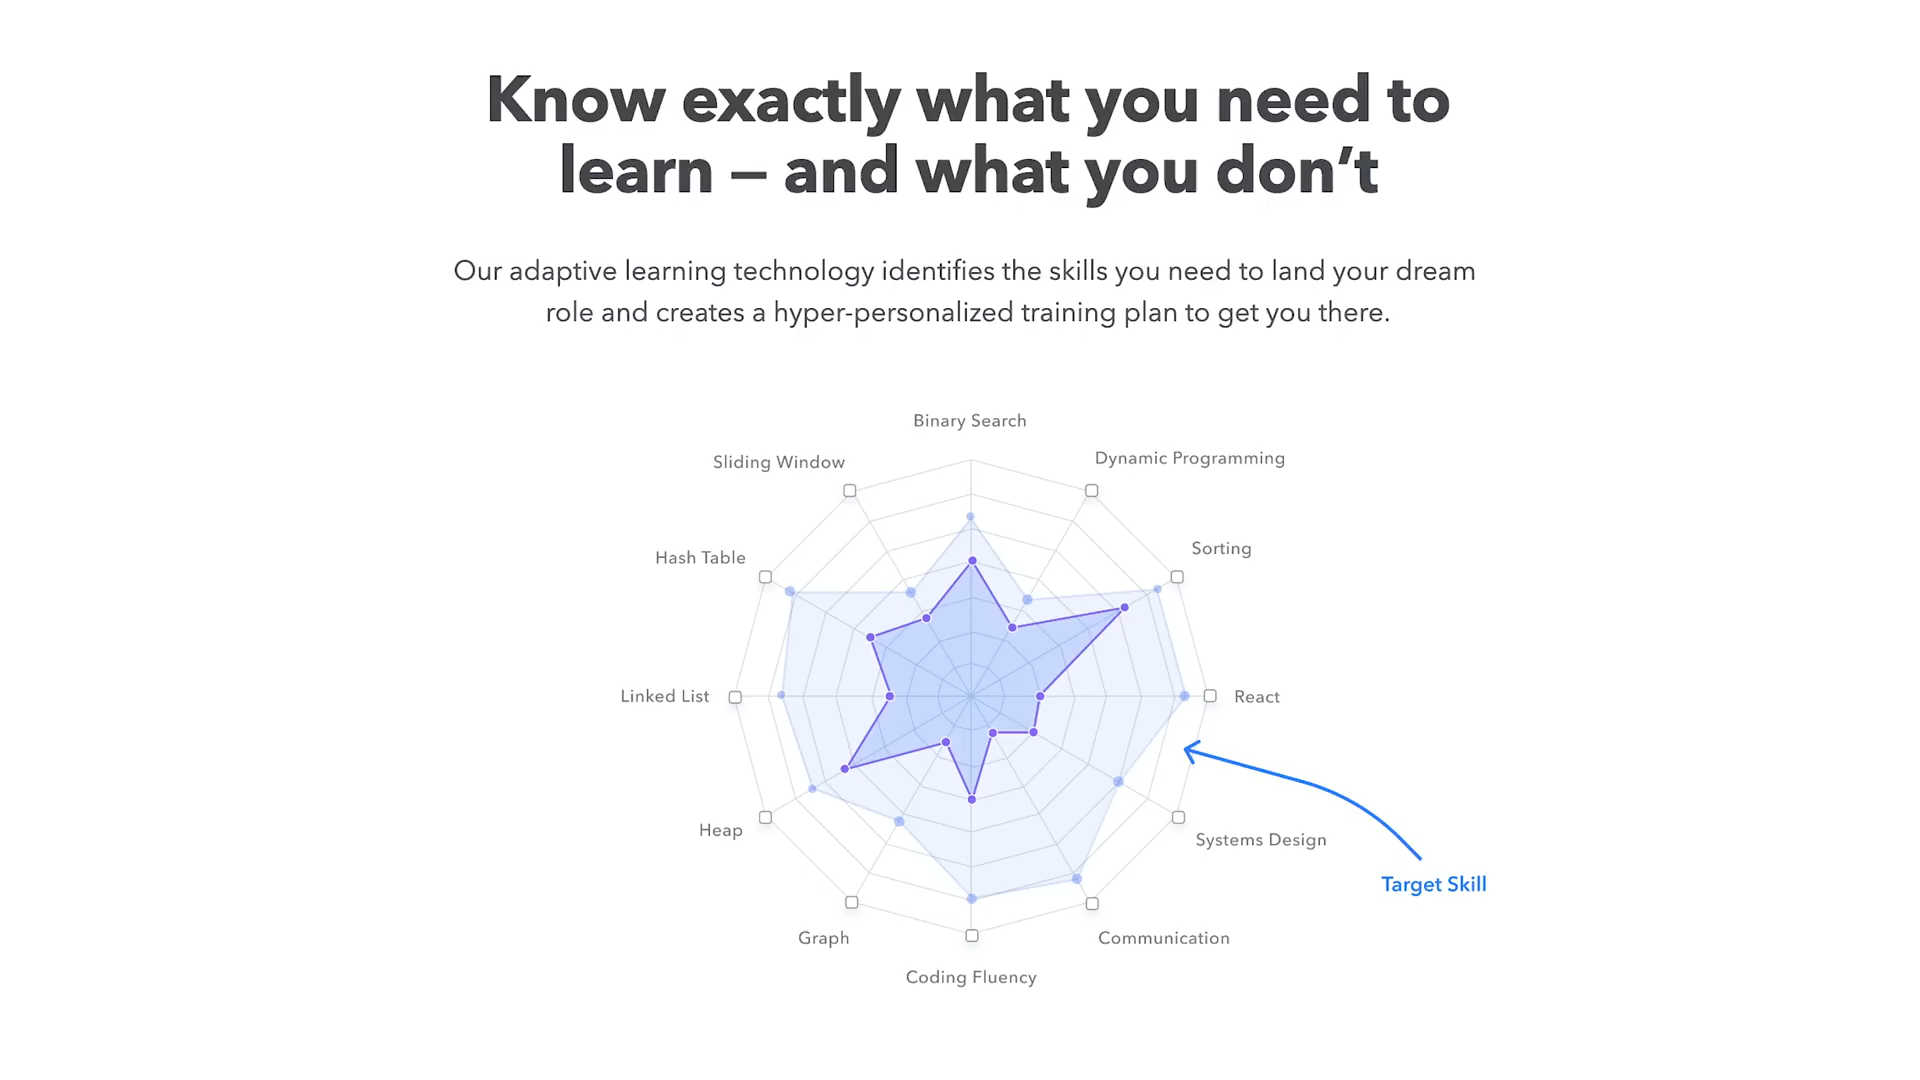 Know exactly what you need to
learn – and what you don’t
Our adaptive learning technology identifies the skills you need to land your dream
role and creates a hyper-personalized training plan to get you there.
Binary Search
Dynamic Programming
Sliding Window
Sorting
Hash Table
Linked List
React
Heap
Systems Design
Target Skill
Graph
Communication
Coding Fluency